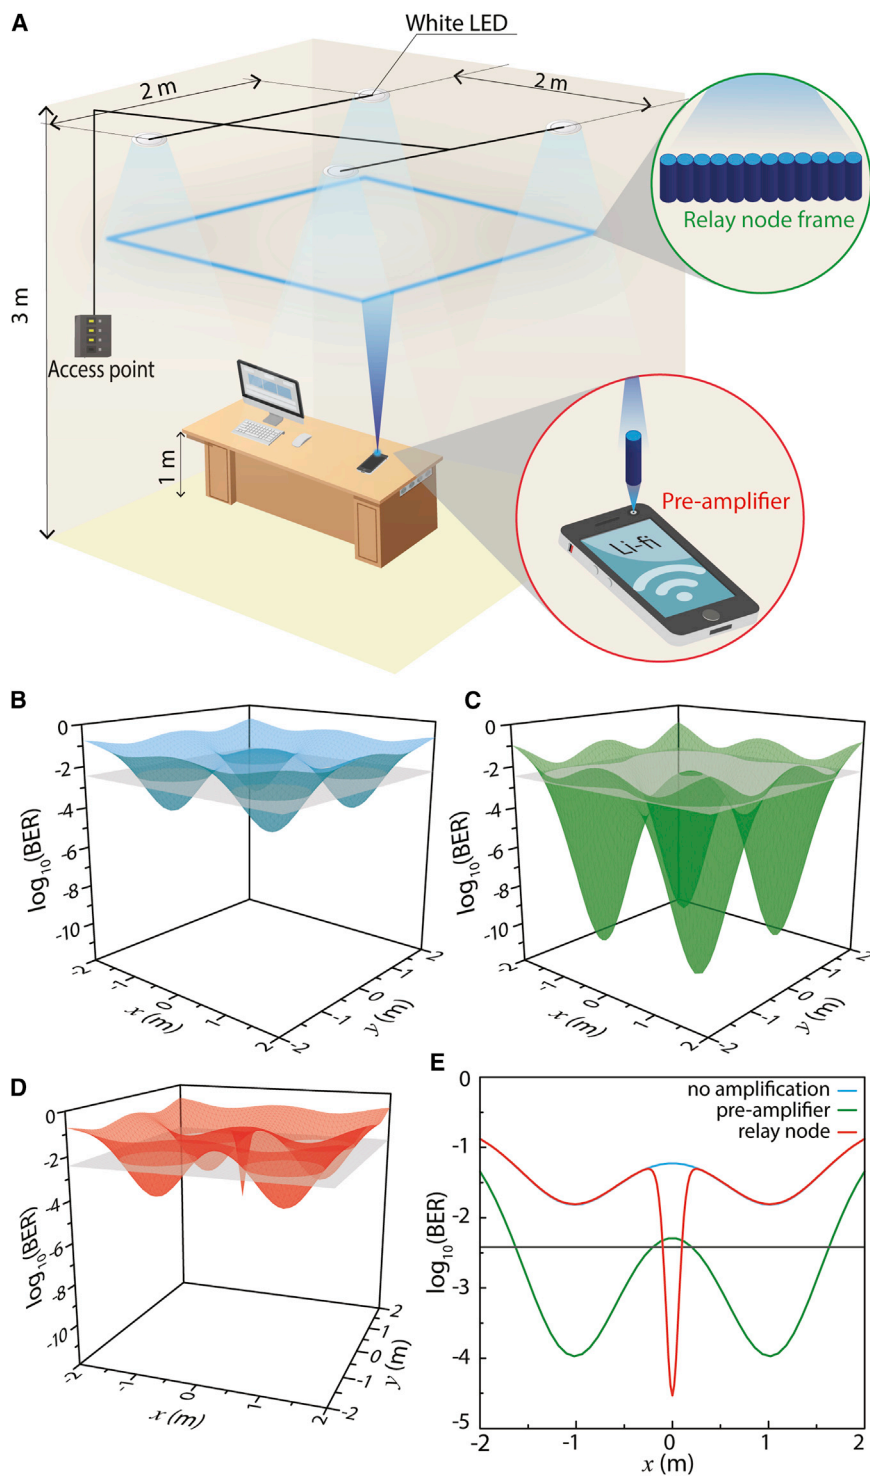 A
White LED
2 m
2 m
3 m
Relay node frame
Access point
1 m
Pre-amplifier
Li-fi
B
0
-2
-4
-6
-8
-10
log10(BER)
-2
-1
0
1
2
x (m)
-2
-1
0
1
2
y (m)
C
0
-2
-4
-6
-8
-10
log10(BER)
-2
-1
0
1
2
x (m)
-2
-1
0
1
2
y (m)
D
0
-2
-4
-6
-8
-10
log10(BER)
-2
-1
0
1
2
x (m)
-2
-1
0
1
2
y (m)
E
no amplification
pre-amplifier
relay node
0
-1
-2
-3
-4
-5
log10(BER)
-2
-1
0
1
2
x (m)